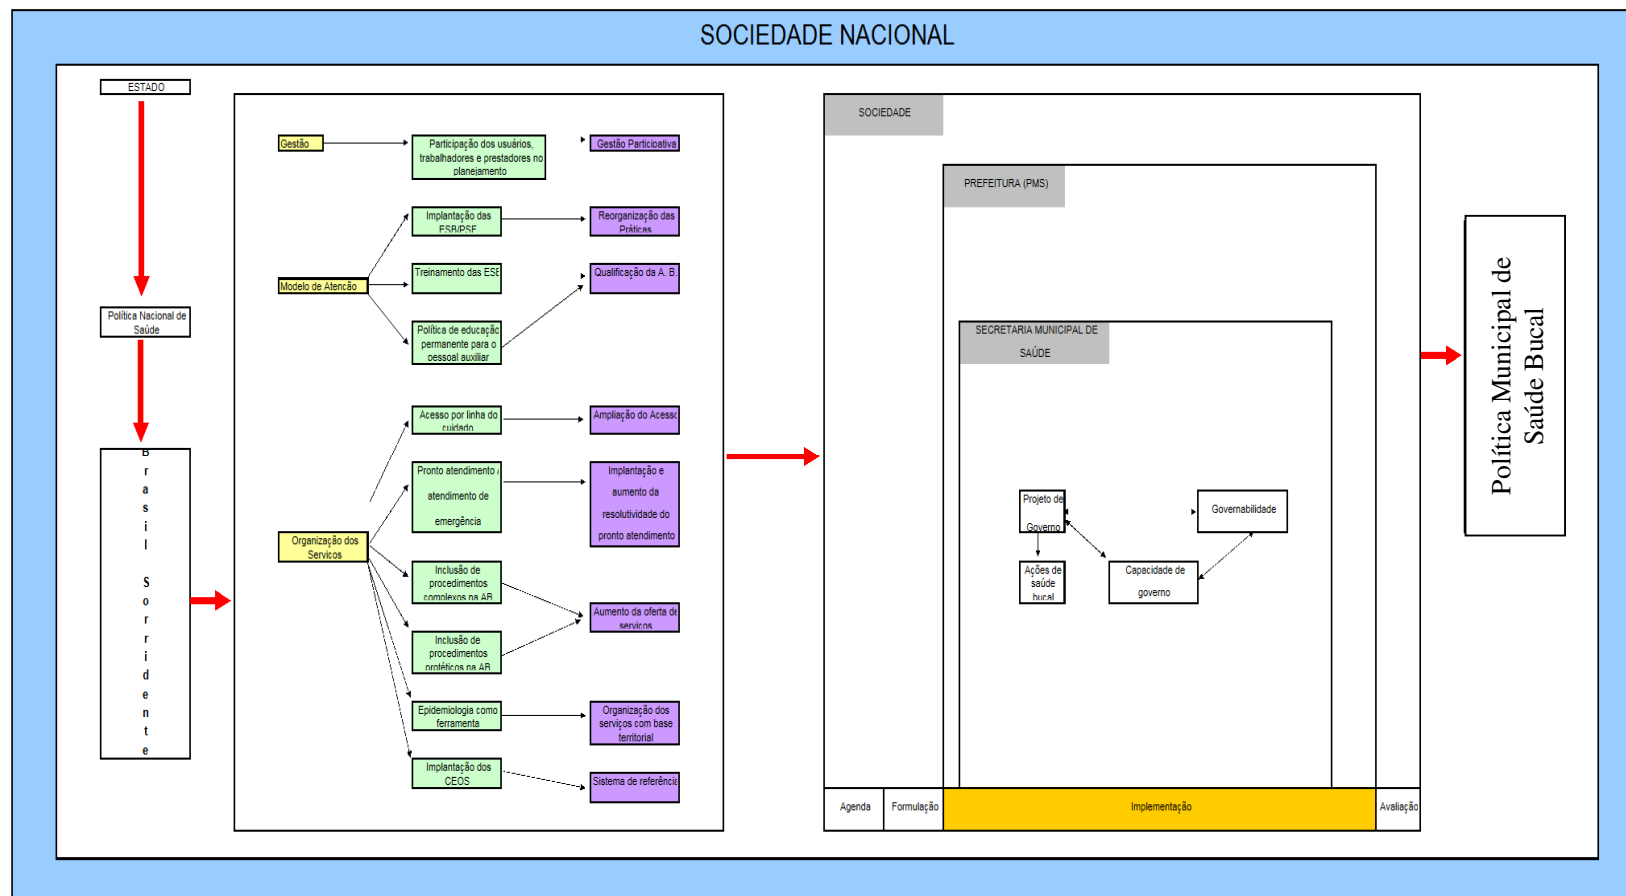 SOCIEDADE NACIONAL
ESTADO
Política Nacional de
Saúde
Brasil Sorridente
Gestão
Participação dos usuários,
trabalhadores e prestadores no
planejamento
Gestão Participativa
Modelo de Atenção
Implantação das
ESB/PSF
Reorganização das
Práticas
Treinamento das ESB
Qualificação da A. B.
Política de educação
permanente para o
pessoal auxiliar
Organização dos
Serviços
Acesso por linha do
cuidado
Ampliação do Acesso
Pronto atendimento /
atendimento de
emergência
Implantação e
aumento da
resolutividade do
pronto atendimento
Inclusão de
procedimentos
complexos na AB
Inclusão de
procedimentos
protéticos na AB
Aumento da oferta de
serviços
Epidemiologia como
ferramenta
Organização dos
serviços com base
territorial
Implantação dos
CEOS
Sistema de referência
SOCIEDADE
PREFEITURA (PMS)
SECRETARIA MUNICIPAL DE
SAÚDE
Projeto de
Governo
Governabilidade
Ações de
saúde
bucal
Capacidade de
governo
Agenda
Formulação
Implementação
Avaliação
Política Municipal de
Saúde Bucal